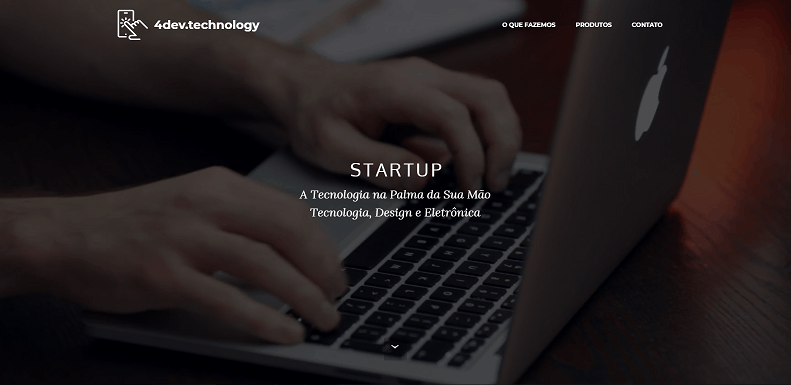 4dev.technology
O QUE FAZEMOS
PRODUTOS
CONTATO
STARTUP
A Tecnologia na Palma da Sua Mão
Tecnologia, Design e Eletrônica